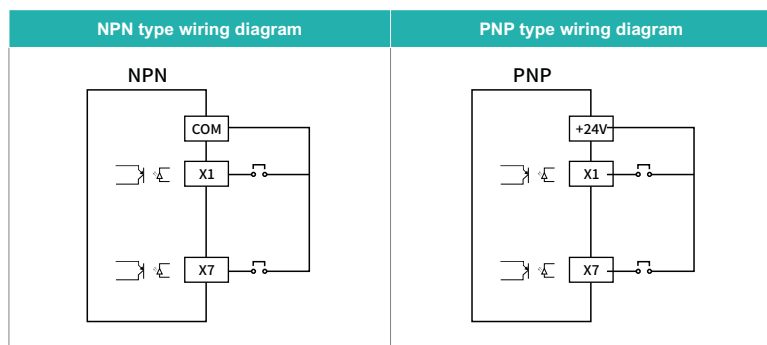 NPN type wiring diagram
PNP type wiring diagram
NPN
COM
X1
X7
PNP
+24V
X1
X7